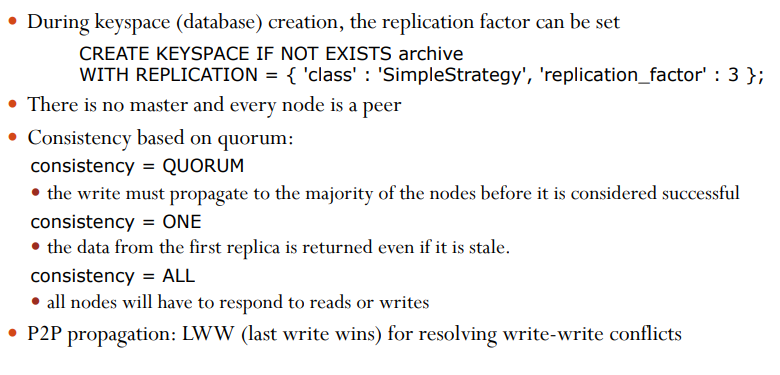 • During keyspace (database) creation, the replication factor can be set
CREATE KEYSPACE IF NOT EXISTS archive
WITH REPLICATION = { 'class' : 'SimpleStrategy', 'replication_factor' : 3 };
• There is no master and every node is a peer
• Consistency based on quorum:
consistency = QUORUM
• the write must propagate to the majority of the nodes before it is considered successful
consistency = ONE
• the data from the first replica is returned even if it is stale.
consistency = ALL
• all nodes will have to respond to reads or writes
• P2P propagation: LWW (last write wins) for resolving write-write conflicts